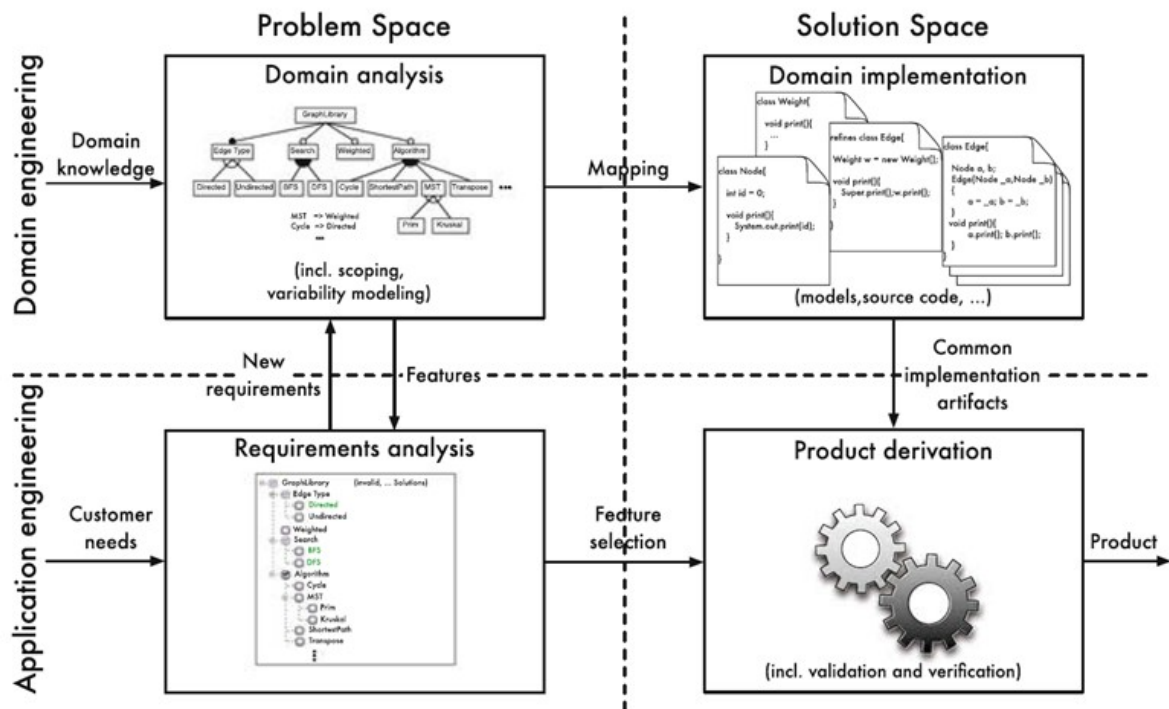 Problem Space
Solution Space
Domain engineering
Domain knowledge
Domain analysis
GraphLibrary
Edge Type Search Weighted Algorithm
Directed Undirected BFS DFS Cycle ShortestPath MST Transpose ...
MST => Weighted
Cycle => Directed
...
Prim Kruskal
(incl. scoping,
variability modeling)
Mapping
Domain implementation
class Weight{
void print(){
...
}
refines class Edge{
Weight w = new Weight();
void print(){
Super.print();w.print();
}
}
class Node{
int id = 0;
void print(){
System.out.print(id);
}
}
class Edge{
Node a, b;
Edge(Node _a,Node _b)
{
a = _a; b = _b;
}
void print(){
a.print(); b.print();
}
}
(models,source code, ...)
New
requirements
Features
Common
implementation
artifacts
Application engineering
Customer
needs
Requirements analysis
GraphLibrary (invalid, ... Solutions)
Edge Type
Directed
Undirected
Weighted
Search
BFS
DFS
Algorithm
Cycle
MST
Prim
Kruskal
ShortestPath
Transpose
Feature
selection
Product derivation
(incl. validation and verification)
Product